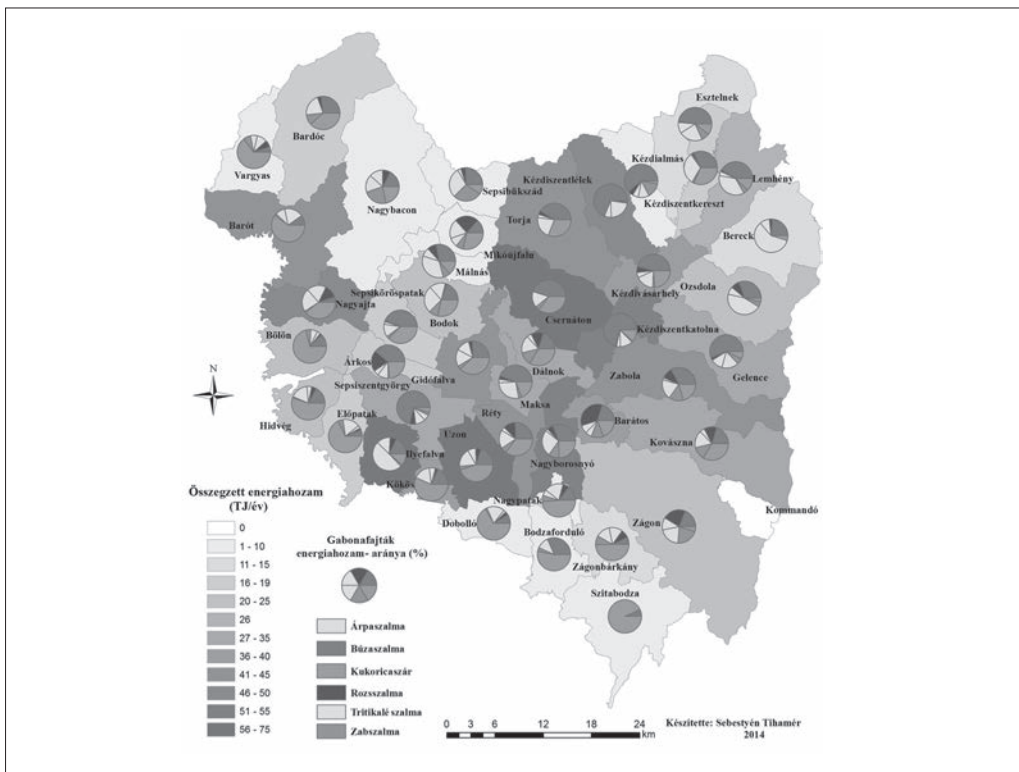 Esztelnek
Bardóc
Kézdialmás
Kézdiszentlélek
Lemhény
Vargyas
Sepsibükszád
Nagybacon
Kézdiszentkereszt
Torja
Barót
Bereck
Mikóújfalu
Málnás
Ozsdola
Sepsikőröspatak
Kézdivásárhely
Nagyajta
Bodok
Csernáton
Kézdiszentkatolna
Bölön
Árkos
Dálnok
Gelence
Gidófalva
Zabola
Sepsiszentgyörgy
Maksa
Hidvég
Előpatak
Réty
Barátos
Uzon
Kovászna
Ilyefalva
Nagyborosnyó
Kökös
Nagypatak
Kommandó
Dobolló
Bodzaforduló
Zágon
Zágonbárkány
Szitabodza
N
Összegzett energiahozam
(TJ/év)
0
1 - 10
11 - 15
16 - 19
20 - 25
26
27 - 35
36 - 40
41 - 45
46 - 50
51 - 55
56 - 75
Gabonafajták
energiahozam- aránya (%)
Árpaszalma
Búzaszalma
Kukoricaszár
Rozsszalma
Tritikálé szalma
Zabszalma
0 3 6 12 18 24
km
Készítette: Sebestyén Tihamér
2014